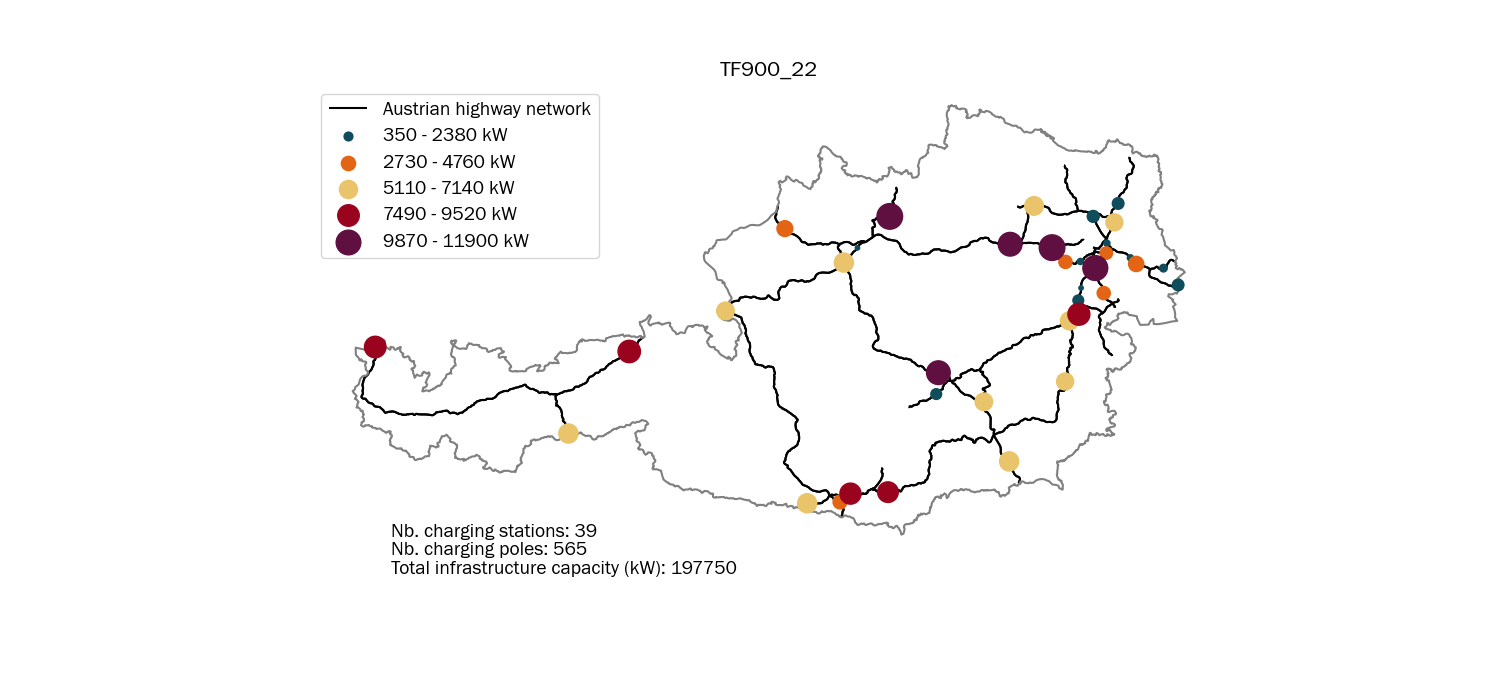 TF900_22
Austrian highway network
350 - 2380 kW
2730 - 4760 kW
5110 - 7140 kW
7490 - 9520 kW
9870 - 11900 kW
Nb. charging stations: 39
Nb. charging poles: 565
Total infrastructure capacity (kW): 197750